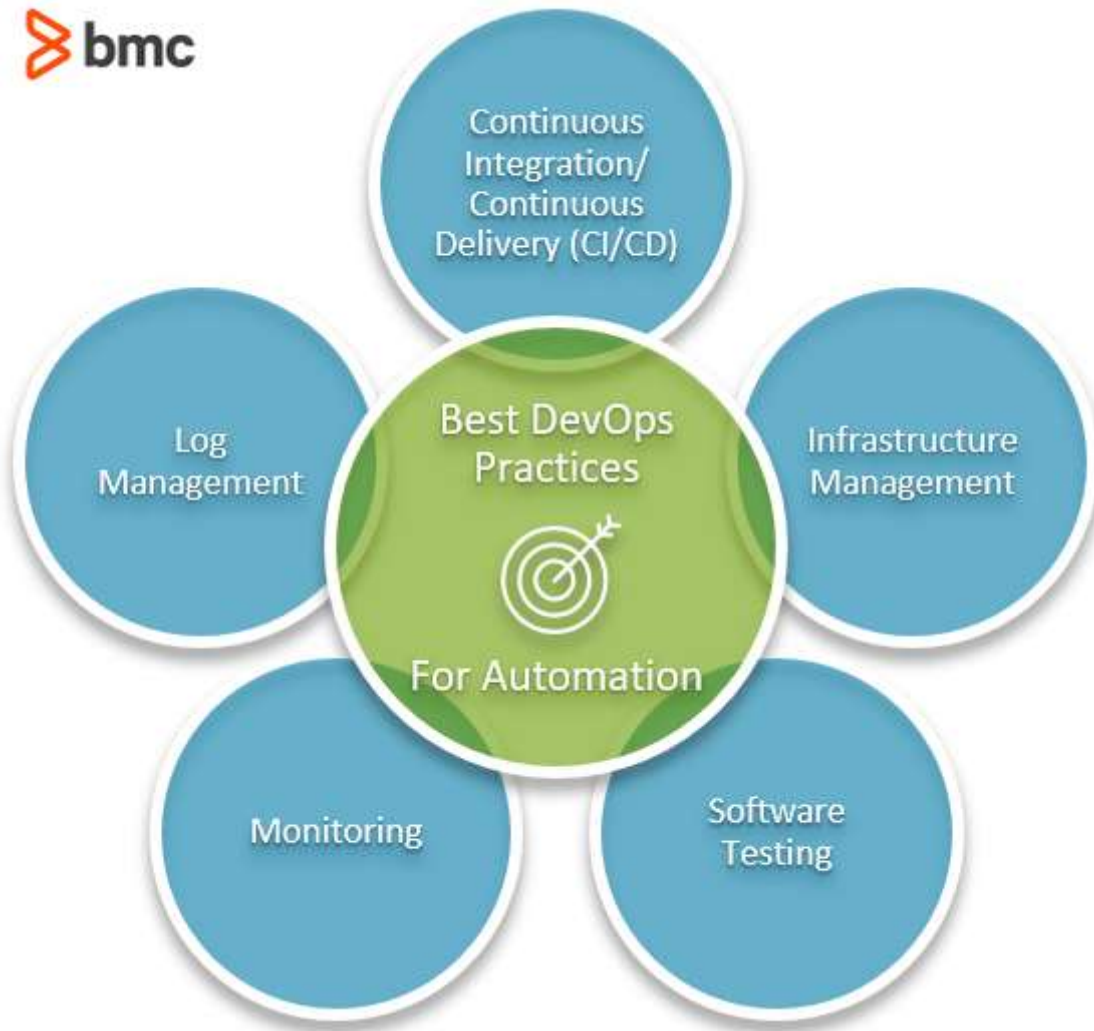 bmc
Continuous
Integration/
Continuous
Delivery (CI/CD)
Log
Management
Best DevOps
Practices
For Automation
Infrastructure
Management
Monitoring
Software
Testing